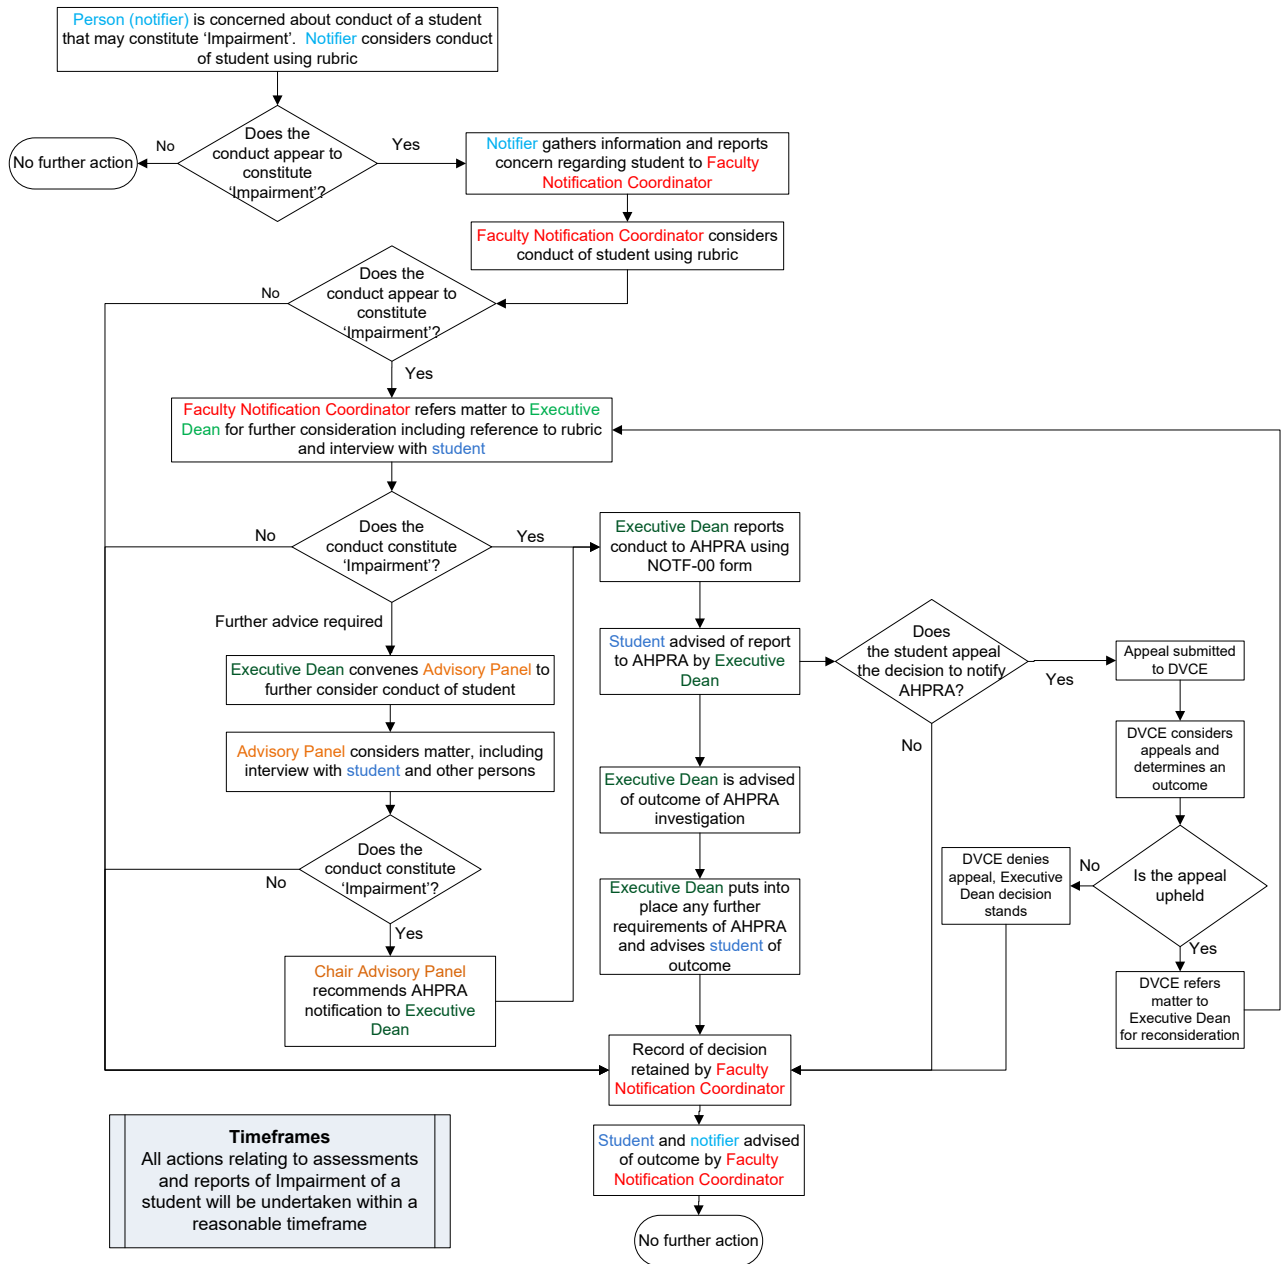 Person (notifier) is concerned about conduct of a student
that may constitute ‘Impairment’.  Notifier considers conduct
of student using rubric
Does the
conduct appear to
constitute
‘Impairment’?
No
No further action
Yes
Notifier gathers information and reports
concern regarding student to Faculty
Notification Coordinator
Faculty Notification Coordinator considers
conduct of student using rubric
Does the
conduct appear to
constitute
‘Impairment’?
No
Yes
Faculty Notification Coordinator refers matter to Executive
Dean for further consideration including reference to rubric
and interview with student
Does the
conduct constitute
‘Impairment’?
No
Yes
Further advice required
Executive Dean convenes Advisory Panel to
further consider conduct of student
Advisory Panel considers matter, including
interview with student and other persons
Does the
conduct constitute
‘Impairment’?
No
Yes
Chair Advisory Panel
recommends AHPRA
notification to Executive
Dean
Executive Dean reports
conduct to AHPRA using
NOTF-00 form
Student advised of report
to AHPRA by Executive
Dean
Executive Dean is advised
of outcome of AHPRA
investigation
Executive Dean puts into
place any further
requirements of AHPRA
and advises student of
outcome
Does
the student appeal
the decision to notify
AHPRA?
Yes
No
Appeal submitted
to DVCE
DVCE considers
appeals and
determines an
outcome
Is the appeal
upheld
No
Yes
DVCE denies
appeal, Executive
Dean decision
stands
DVCE refers
matter to
Executive Dean
for reconsideration
Record of decision
retained by Faculty
Notification Coordinator
Student and notifier advised
of outcome by Faculty
Notification Coordinator
No further action
Timeframes
All actions relating to assessments
and reports of Impairment of a
student will be undertaken within a
reasonable timeframe